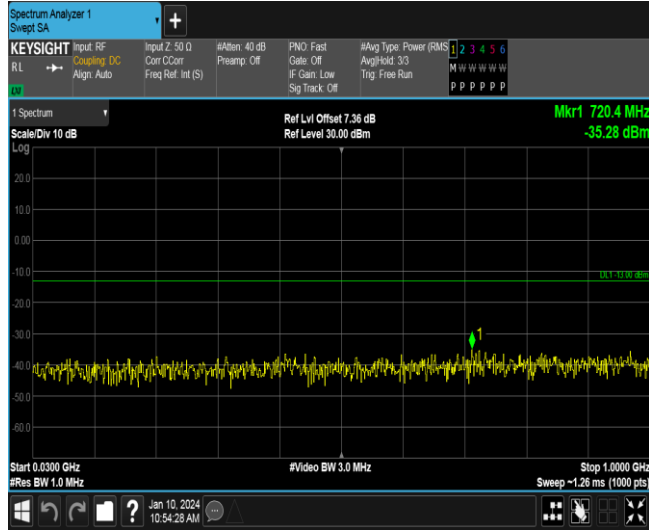 Spectrum Analyzer 1
Swept SA
+
KEYSIGHT
RL
Input: RF
Coupling: DC
Align: Auto
Input Z: 50 Ω
Corr CCorr
Freq Ref: Int (S)
#Atten: 40 dB
Preamp: Off
PNO: Fast
Gate: Off
IF Gain: Low
Sig Track: Off
#Avg Type: Power (RMS
Avg|Hold: 3/3
Trig: Free Run
1 2 3 4 5 6
M W W W W W
P P P P P P
1 Spectrum
Scale/Div 10 dB
Ref Lvl Offset 7.36 dB
Ref Level 30.00 dBm
Mkr1 720.4 MHz
-35.28 dBm
Log
20.0
10.0
0.00
-10.0
DL1 -13.00 dBm
-20.0
-30.0
1
-40.0
-50.0
-60.0
Start 0.0300 GHz
#Res BW 1.0 MHz
#Video BW 3.0 MHz
Stop 1.0000 GHz
Sweep ~1.26 ms (1000 pts)
?
Jan 10, 2024
10:54:28 AM